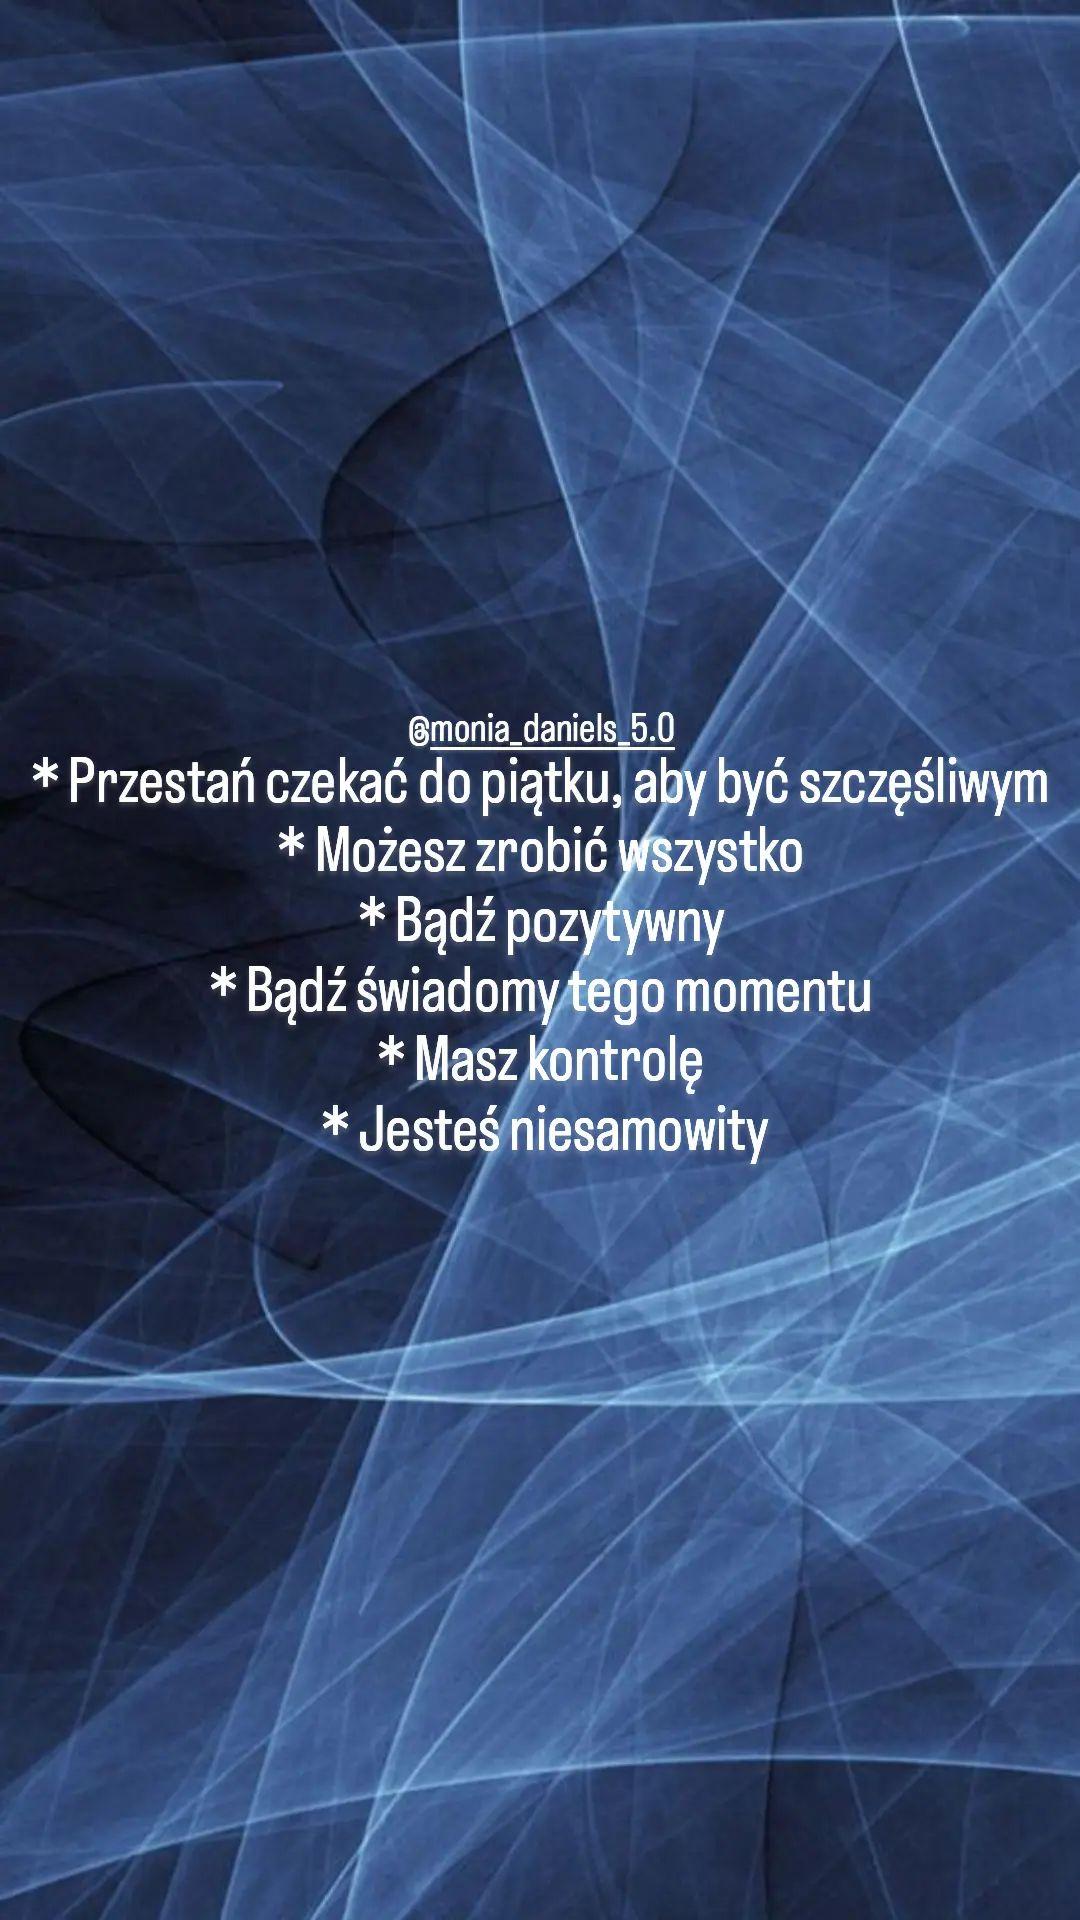 @monia_daniels_5.0
* Przestań czekać do piątku, aby być szczęśliwym
* Możesz zrobić wszystko
* Bądź pozytywny
* Bądź świadomy tego momentu
* Masz kontrolę
* Jesteś niesamowity